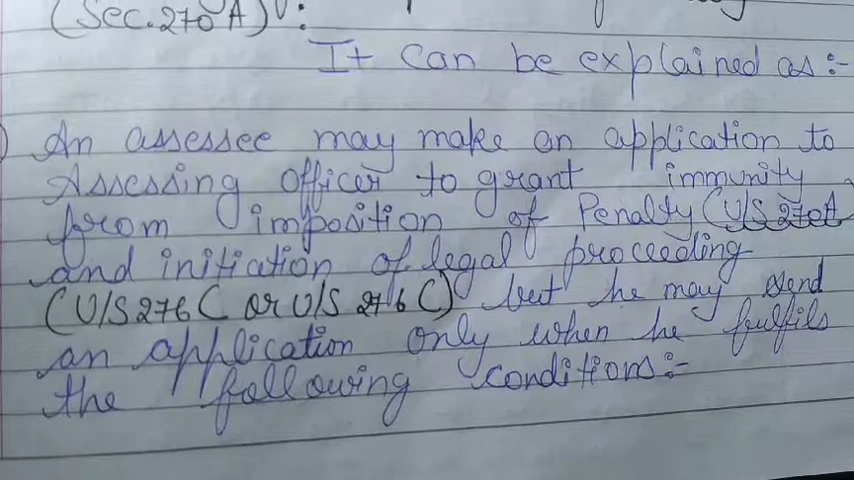 (Sec.270A) :
It can be explained as :-
) An assessee may make an application to
Assessing Officer to grant immunity
from imposition of Penalty (U/S 270A
and initiation of legal proceeding
(U/S 276 C or U/S 276 C) but he may send
an application only when he fulfils
the following conditions:-